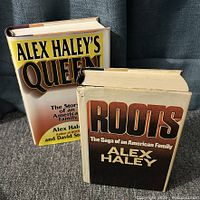 ALEX HALEY'S
QUEEN
The Story
of an
American
Family
Alex Haley
and David
ROOTS
The Saga of an American Family
ALEX
HALEY